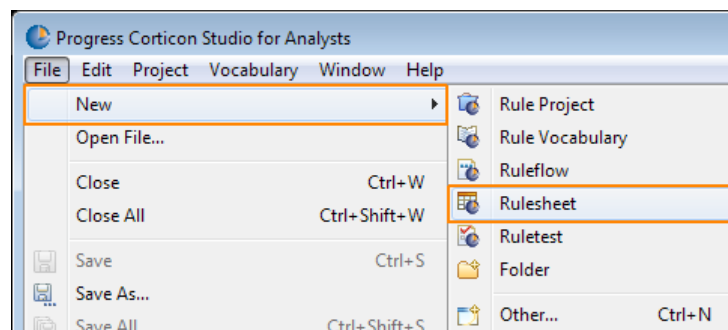 Progress Corticon Studio for Analysts
File Edit Project Vocabulary Window Help
New
Open File...
Close Ctrl+W
Close All Ctrl+Shift+W
Save Ctrl+S
Save As...
Save All Ctrl+Shift+S
Rule Project
Rule Vocabulary
Ruleflow
Rulesheet
Ruletest
Folder
Other... Ctrl+N